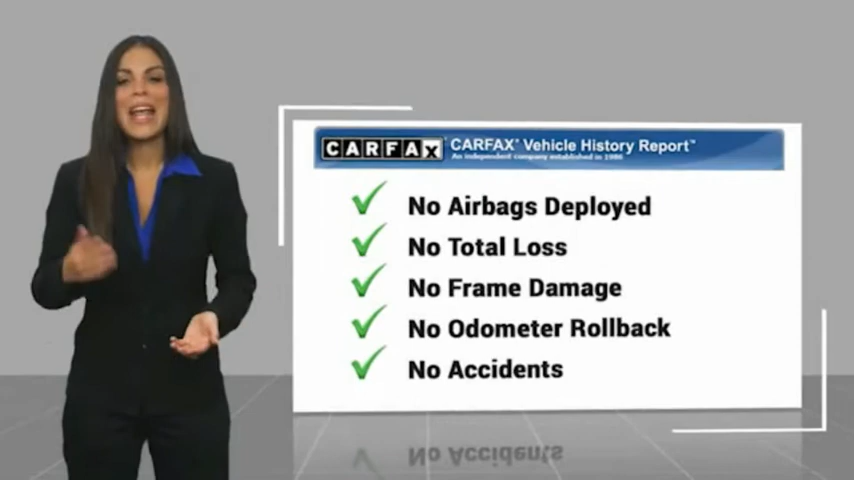 CARFAX CARFAX® Vehicle History Report™
An independent company established in 1986
No Airbags Deployed
No Total Loss
No Frame Damage
No Odometer Rollback
No Accidents
No Accidents